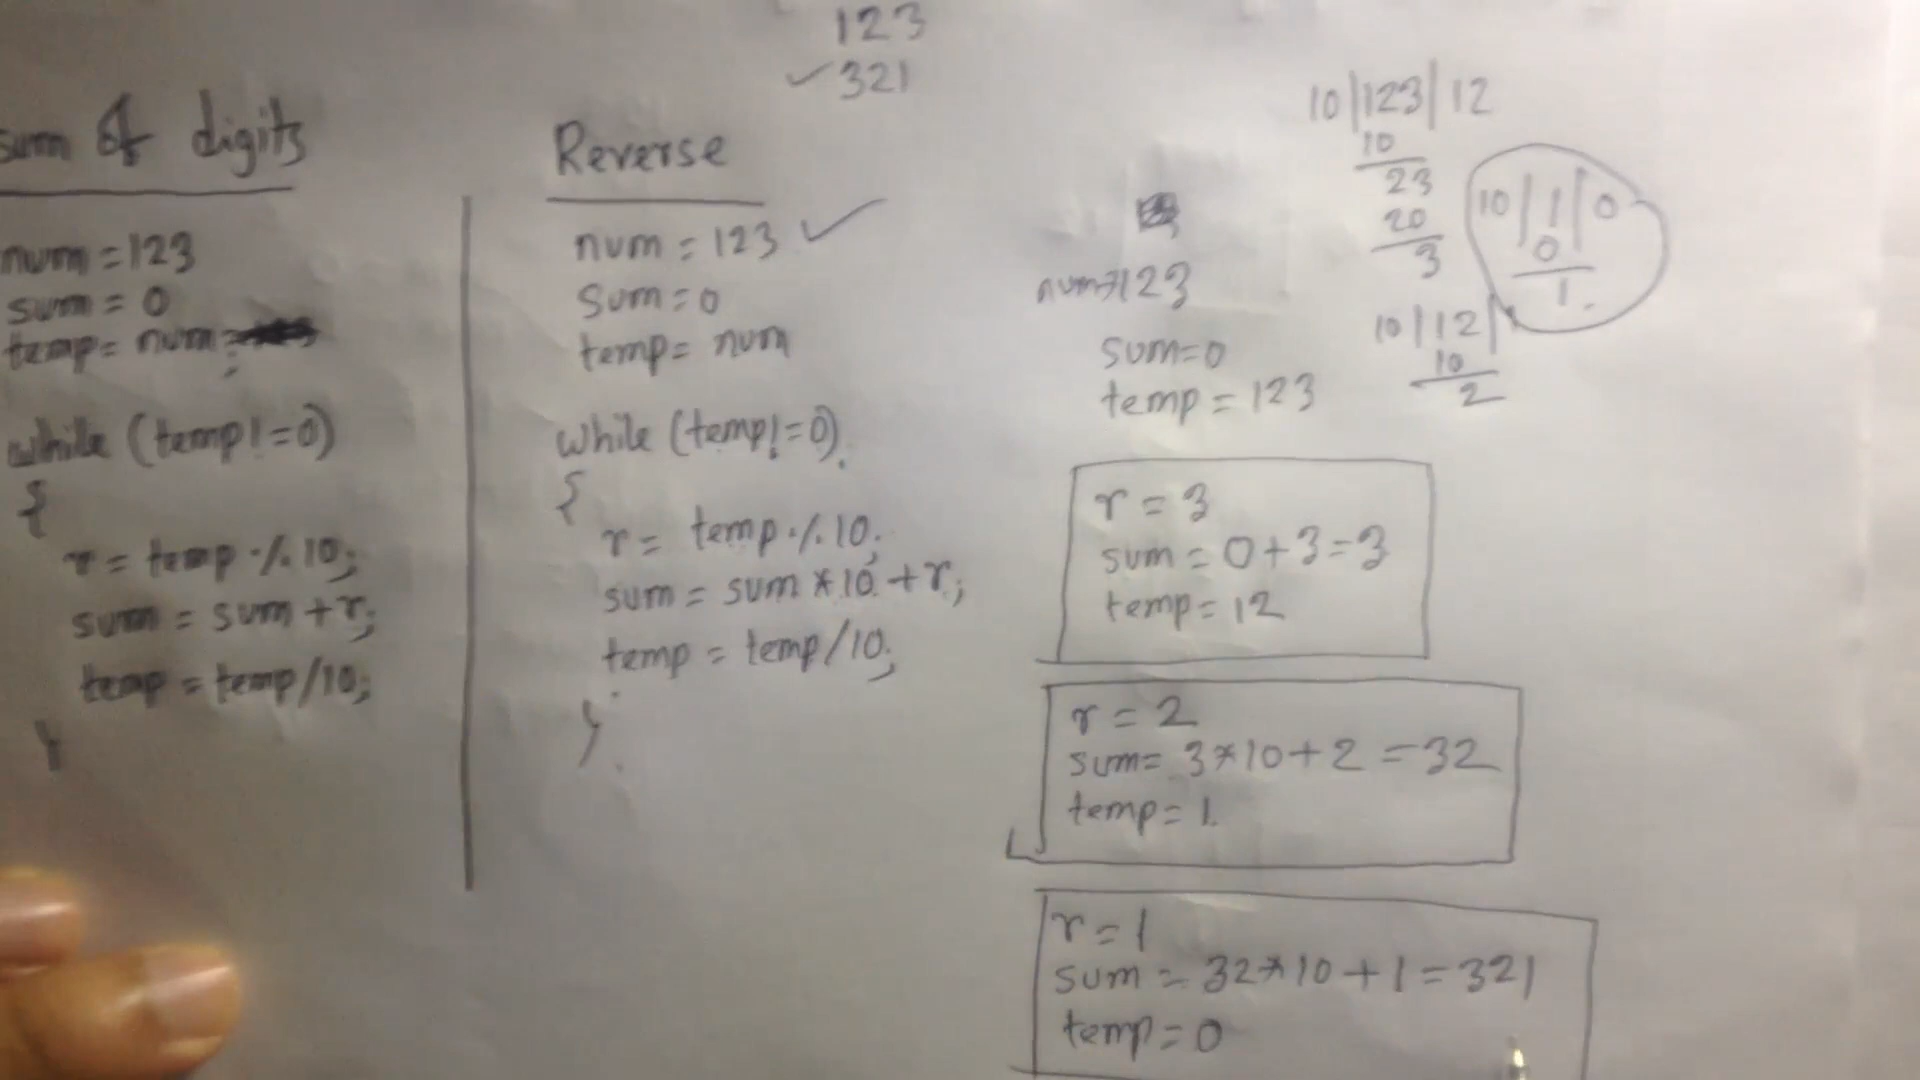 123
321
sum of digits
num = 123
sum = 0
temp = num;
while (temp! = 0)
{
r = temp % 10;
sum = sum + r;
temp = temp/10;
}
Reverse
num = 123
sum = 0
temp = num
while (temp! = 0)
{
r = temp % 10;
sum = sum * 10 + r;
temp = temp/10;
}
num = 123
sum = 0
temp = 123
r = 3
sum = 0 + 3 = 3
temp = 12
r = 2
sum = 3 * 10 + 2 = 32
temp = 1.
r = 1
sum = 32 * 10 + 1 = 321
temp = 0
10 | 123 | 12
10
23
20
3
10 | 12 | 1
10
2
10 | 1 | 0
0
1.